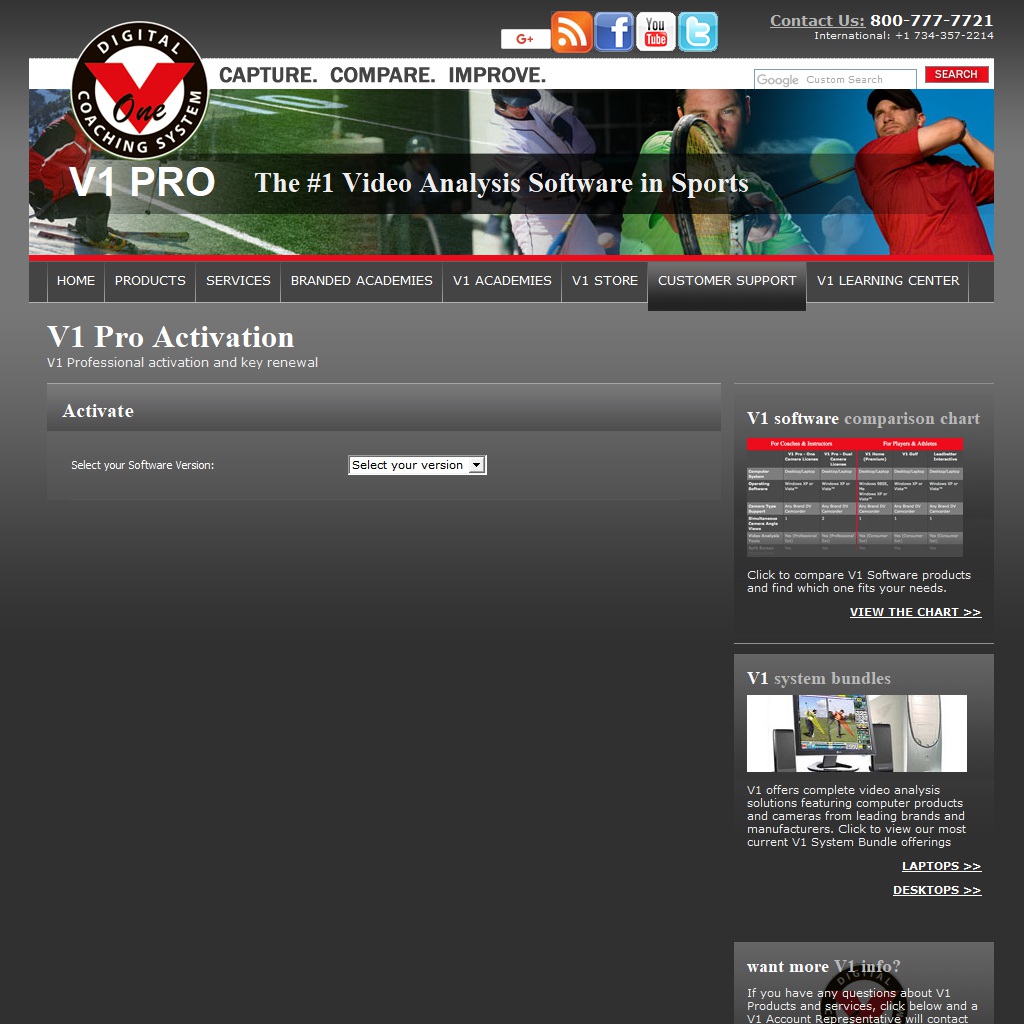 G+
You
Tube
Contact Us: 800-777-7721
International: +1 734-357-2214
DIGITAL
V One
COACHING SYSTEM
CAPTURE. COMPARE. IMPROVE.
Google Custom Search
SEARCH
V1 PRO
The #1 Video Analysis Software in Sports
HOME
PRODUCTS
SERVICES
BRANDED ACADEMIES
V1 ACADEMIES
V1 STORE
CUSTOMER SUPPORT
V1 LEARNING CENTER
V1 Pro Activation
V1 Professional activation and key renewal
Activate
Select your Software Version:
Select your version
V1 software comparison chart
For Coaches & Instructors
For Players & Athletes
Click to compare V1 Software products
and find which one fits your needs.
VIEW THE CHART >>
V1 system bundles
V1 offers complete video analysis
solutions featuring computer products
and cameras from leading brands and
manufacturers. Click to view our most
current V1 System Bundle offerings
LAPTOPS >>
DESKTOPS >>
want more V1 info?
DIGITAL
If you have any questions about V1
Products and services, click below and a
V1 Account Representative will contact